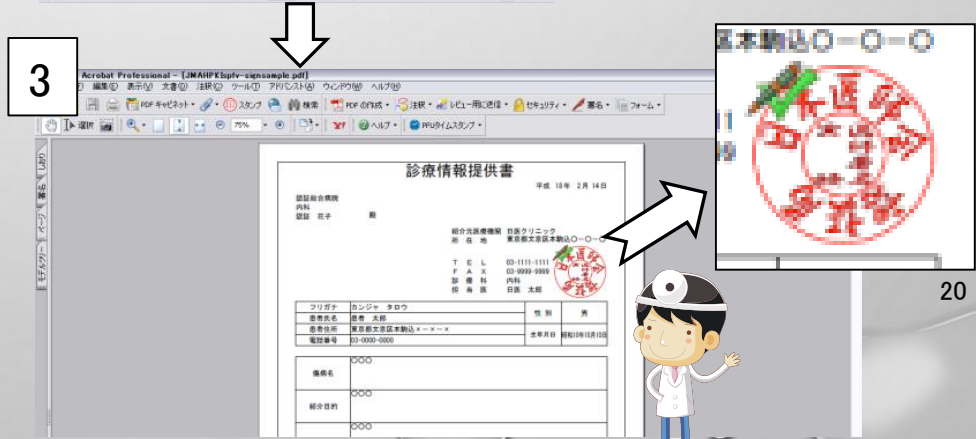 3
Acrobat Professional - [JMAHPKIspfv-signsample.pdf]
編集(E) 表示(V) 文書(D) 注釈(C) ツール(T) アドバンスト(A) ウィンドウ(W) ヘルプ(H)
PDF キャビネット スタンプ 検索 PDF の作成 注釈 レビュー用に送信 セキュリティ 署名 フォーム
選択 75% ヘルプ PFUタイムスタンプ
しおり
署名
ページ
モデルツリー
診療情報提供書
平成 18年 2月 14日
認証総合病院
内科
認証 花子 殿
紹介元医療機関 日医クリニック
所 在 地 東京都文京区本駒込〇-〇-〇
T E L 03-1111-1111
F A X 03-9999-9999
診 療 科 内科
担 当 医 日医 太郎
フリガナ カンジャ タロウ
患者氏名 患者 太郎
性 別 男
患者住所 東京都文京区本駒込×-×-×
電話番号 03-0000-0000
生年月日 昭和10年10月10日
傷病名 〇〇〇
紹介目的 〇〇〇
〇〇〇
区本駒込〇-〇-〇
20